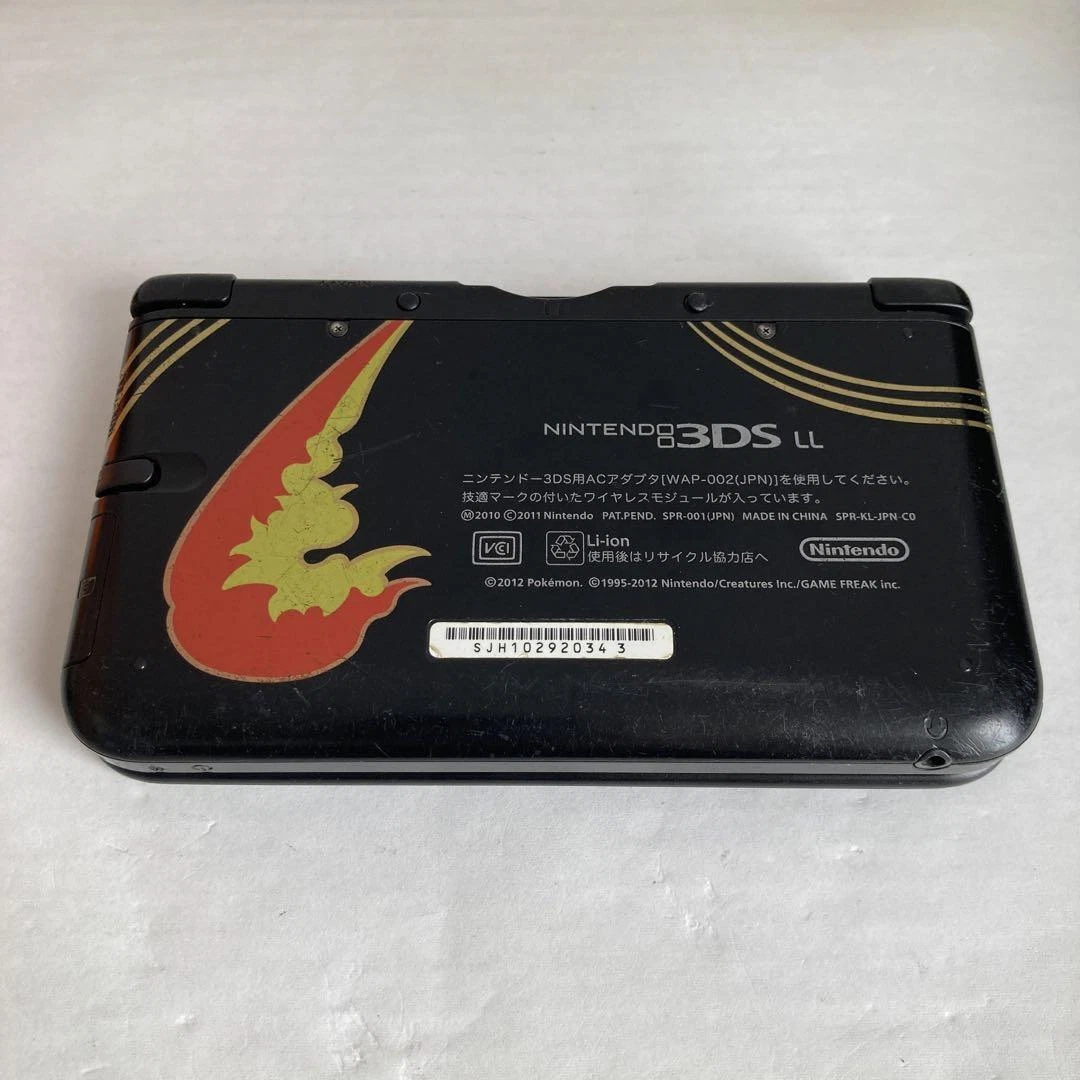 NINTENDO 3DS LL
ニンテンドー3DS用ACアダプタ[WAP-002(JPN)]を使用してください。
技適マークの付いたワイヤレスモジュールが入っています。
Ⓜ2010 ©2011 Nintendo PAT.PEND. SPR-001(JPN) MADE IN CHINA SPR-KL-JPN-C0
VCI Li-ion Nintendo
使用後はリサイクル協力店へ
©2012 Pokémon. ©1995-2012 Nintendo/Creatures Inc./GAME FREAK inc.
SJH10292034 3